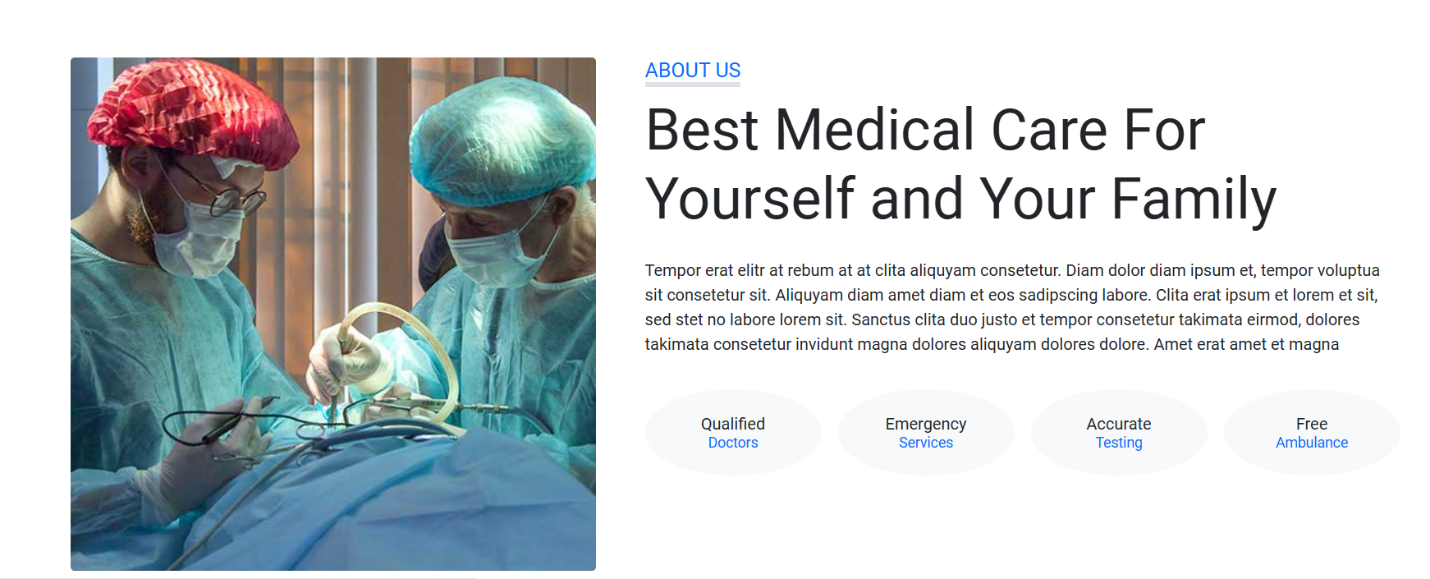 ABOUT US
Best Medical Care For
Yourself and Your Family
Tempor erat elitr at rebum at at clita aliquyam consetetur. Diam dolor diam ipsum et, tempor voluptua
sit consetetur sit. Aliquyam diam amet diam et eos sadipscing labore. Clita erat ipsum et lorem et sit,
sed stet no labore lorem sit. Sanctus clita duo justo et tempor consetetur takimata eirmod, dolores
takimata consetetur invidunt magna dolores aliquyam dolores dolore. Amet erat amet et magna
Qualified
Doctors
Emergency
Services
Accurate
Testing
Free
Ambulance